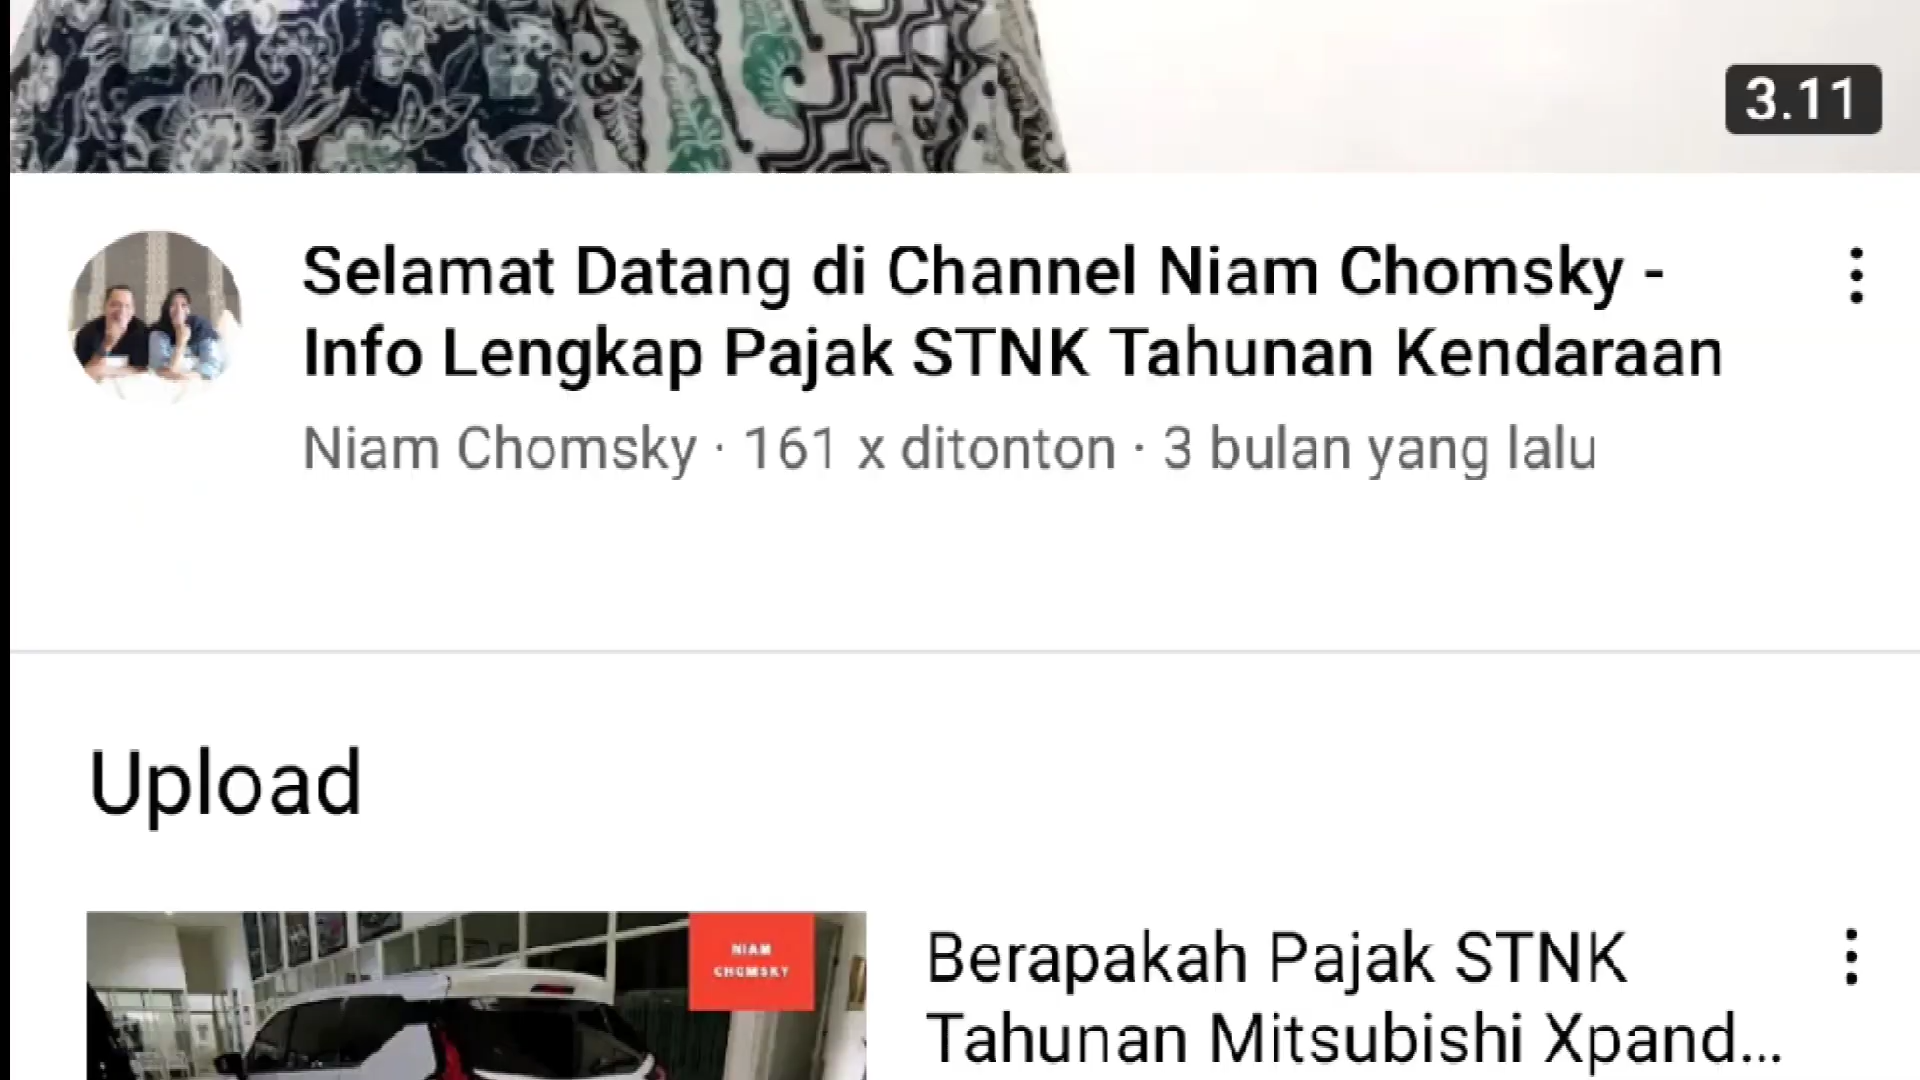 3.11
Selamat Datang di Channel Niam Chomsky -
Info Lengkap Pajak STNK Tahunan Kendaraan
Niam Chomsky · 161 x ditonton · 3 bulan yang lalu
Upload
NIAM
CHOMSKY
Berapakah Pajak STNK
Tahunan Mitsubishi Xpand...